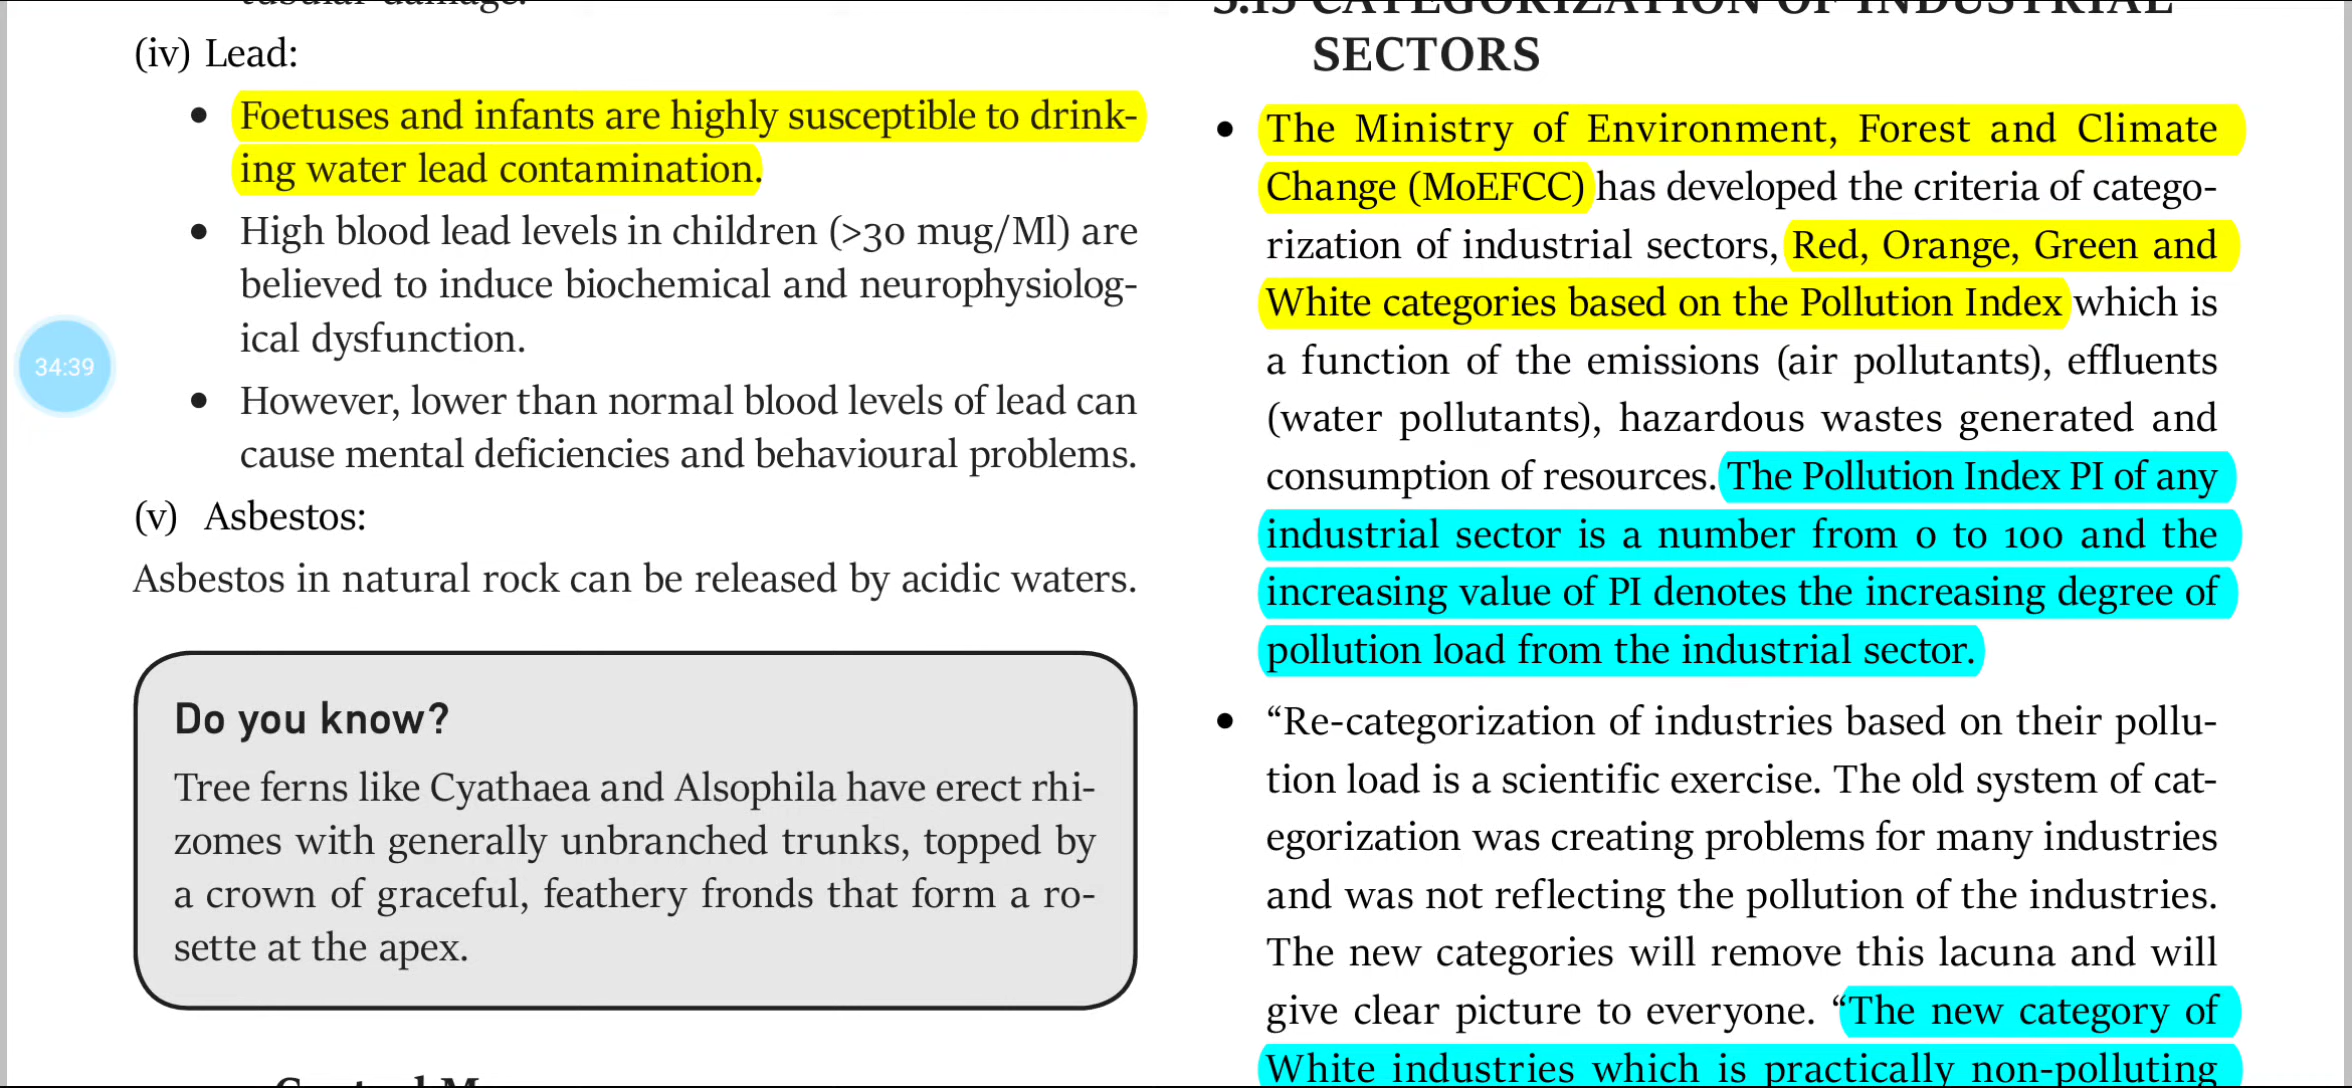 tubular damage.
(iv) Lead:
• Foetuses and infants are highly susceptible to drink-
ing water lead contamination.
• High blood lead levels in children (>30 mug/Ml) are
believed to induce biochemical and neurophysiolog-
ical dysfunction.
• However, lower than normal blood levels of lead can
cause mental deficiencies and behavioural problems.
(v) Asbestos:
Asbestos in natural rock can be released by acidic waters.
34:39
Do you know?
Tree ferns like Cyathaea and Alsophila have erect rhi-
zomes with generally unbranched trunks, topped by
a crown of graceful, feathery fronds that form a ro-
sette at the apex.
CATEGORIZATION OF INDUSTRIAL
SECTORS
• The Ministry of Environment, Forest and Climate
Change (MoEFCC) has developed the criteria of catego-
rization of industrial sectors, Red, Orange, Green and
White categories based on the Pollution Index which is
a function of the emissions (air pollutants), effluents
(water pollutants), hazardous wastes generated and
consumption of resources. The Pollution Index PI of any
industrial sector is a number from 0 to 100 and the
increasing value of PI denotes the increasing degree of
pollution load from the industrial sector.
• “Re-categorization of industries based on their pollu-
tion load is a scientific exercise. The old system of cat-
egorization was creating problems for many industries
and was not reflecting the pollution of the industries.
The new categories will remove this lacuna and will
give clear picture to everyone. “The new category of
White industries which is practically non-polluting